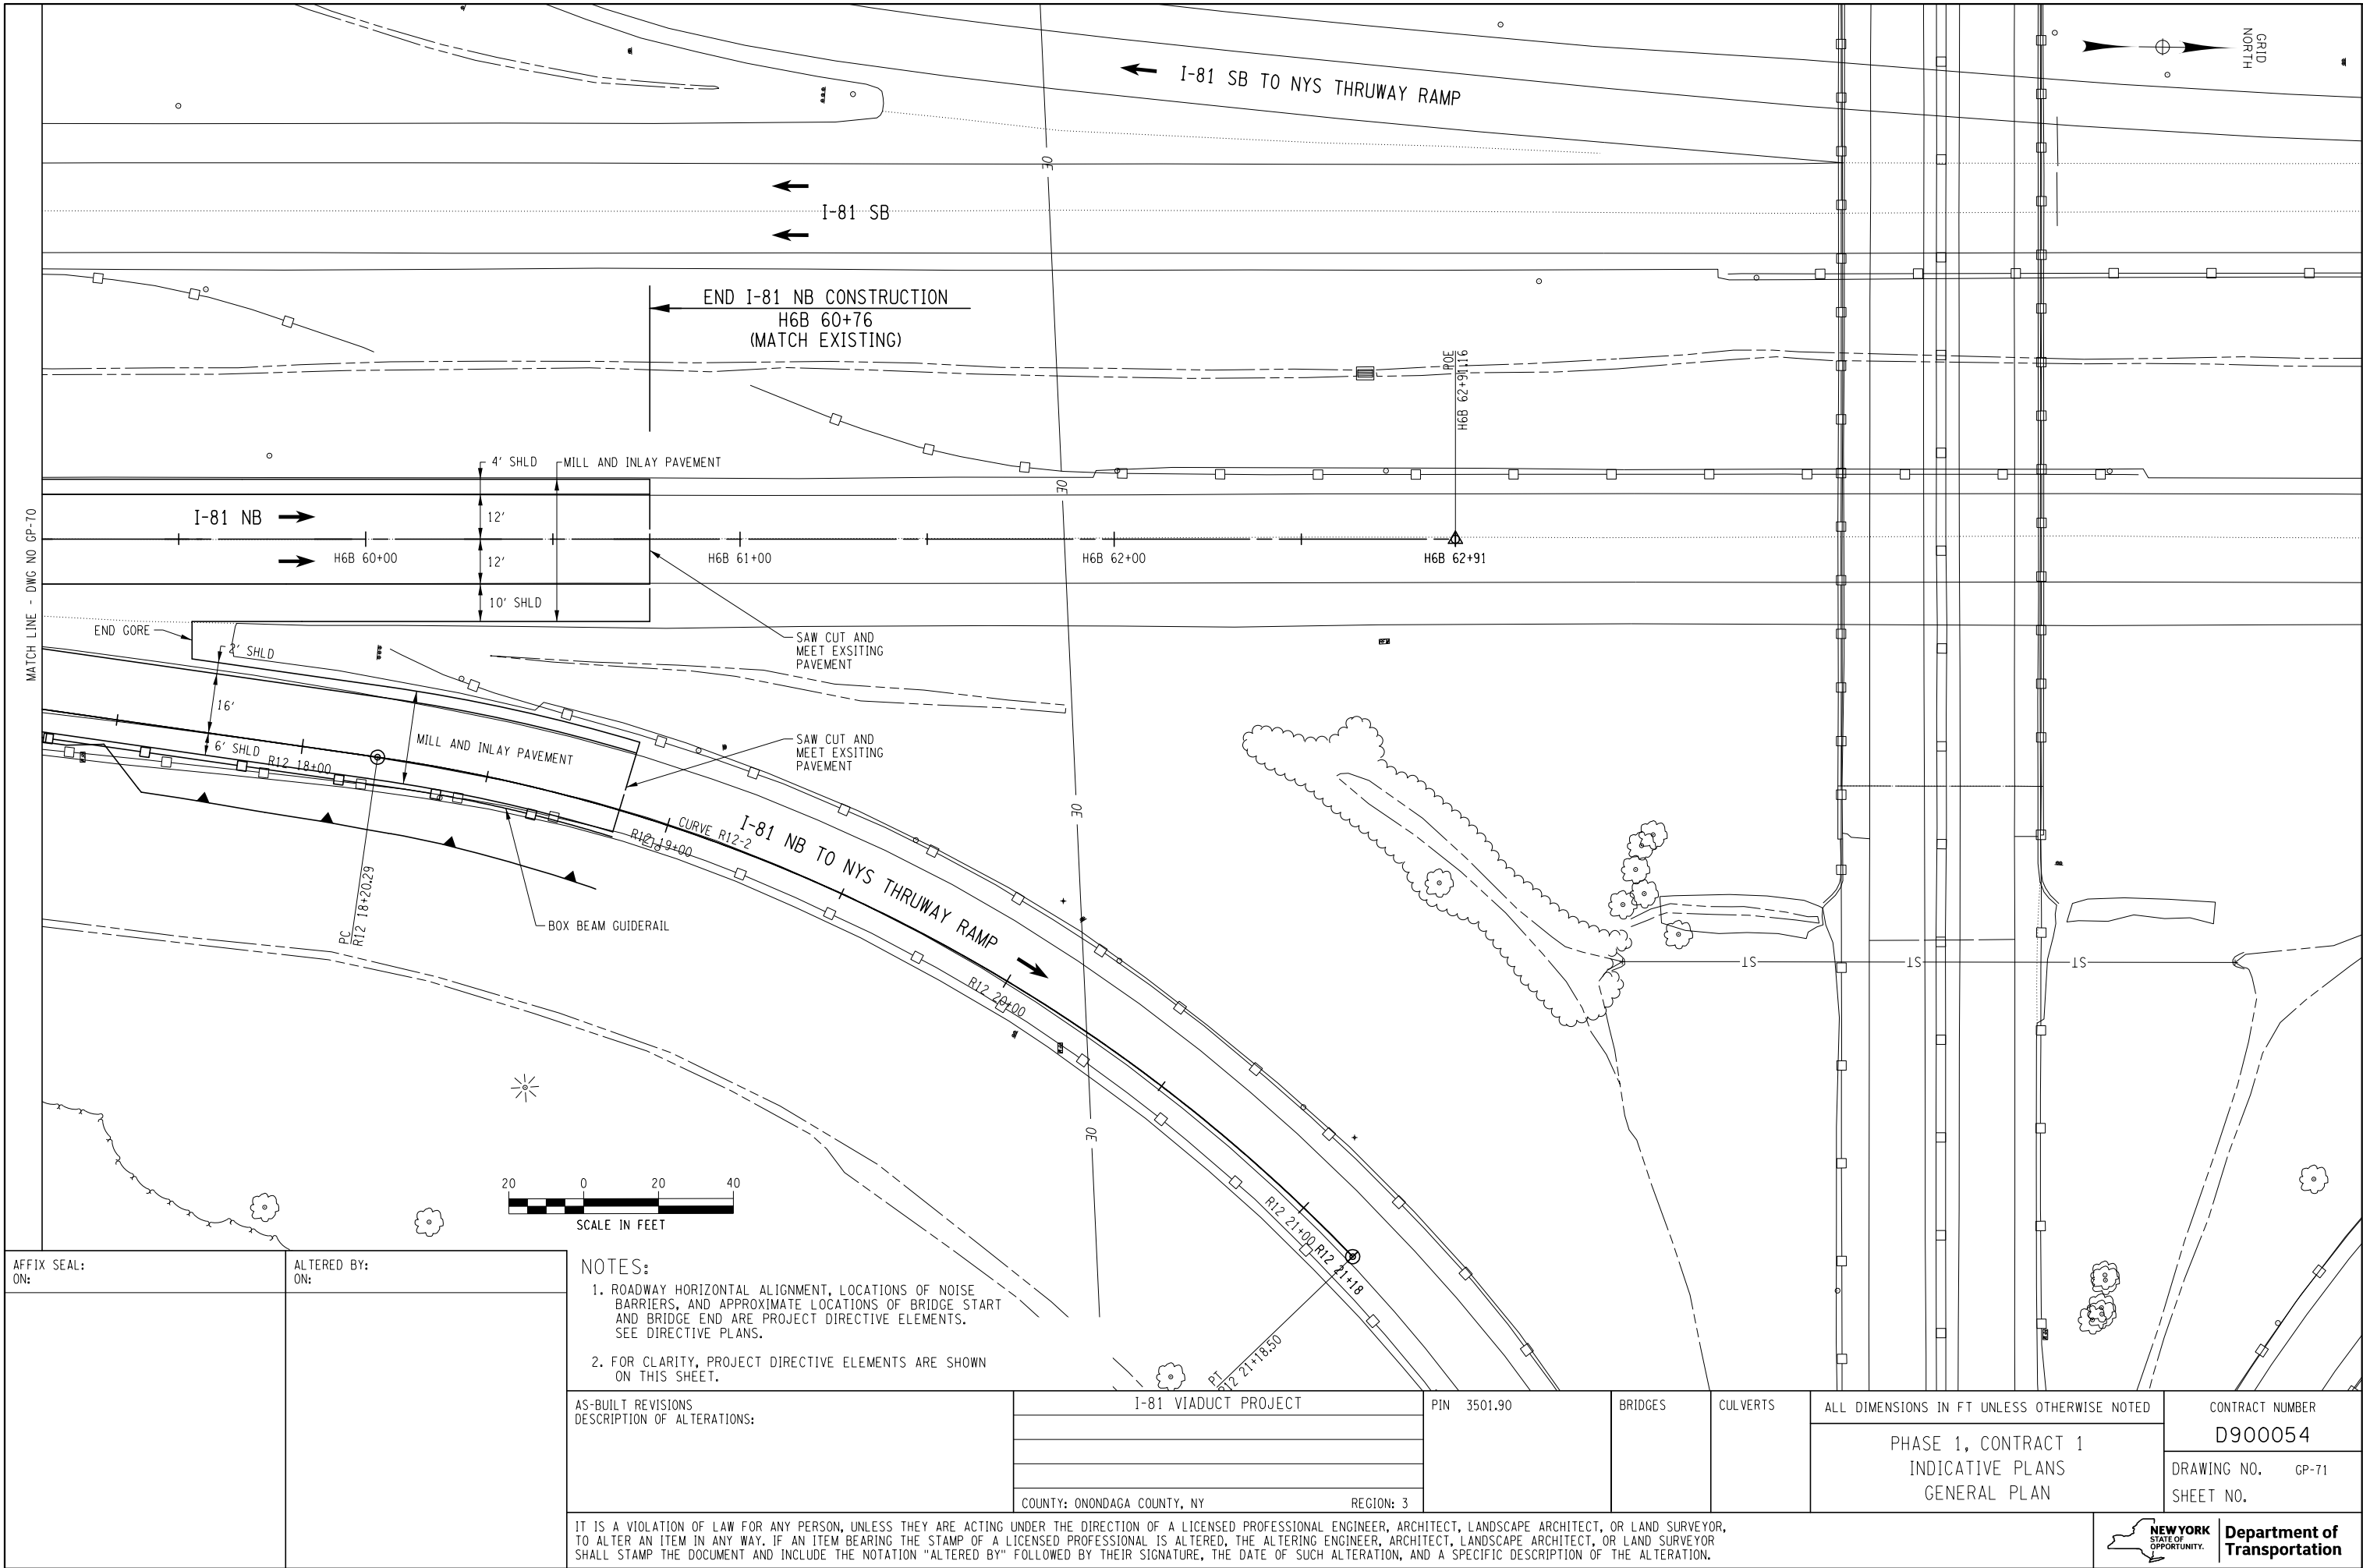 GRID
NORTH
I-81 SB TO NYS THRUWAY RAMP
OE
I-81 SB
END I-81 NB CONSTRUCTION
H6B 60+76
(MATCH EXISTING)
POE
H6B 62+91.16
4' SHLD
MILL AND INLAY PAVEMENT
OE
MATCH LINE - DWG NO GP-70
I-81 NB
12'
H6B 60+00
12'
H6B 61+00
H6B 62+00
H6B 62+91
10' SHLD
END GORE
SAW CUT AND
MEET EXSITING
PAVEMENT
2' SHLD
16'
6' SHLD
MILL AND INLAY PAVEMENT
SAW CUT AND
MEET EXSITING
PAVEMENT
R12 18+00
OE
CURVE R12-2
R12 19+00
I-81 NB TO NYS THRUWAY RAMP
PC
R12 18+20.29
BOX BEAM GUIDERAIL
ST
ST
ST
R12 20+00
OE
20 0 20 40
SCALE IN FEET
R12 21+00
R12 21+18
PT
R12 21+18.50
AFFIX SEAL:
ON:
ALTERED BY:
ON:
NOTES:
1. ROADWAY HORIZONTAL ALIGNMENT, LOCATIONS OF NOISE
BARRIERS, AND APPROXIMATE LOCATIONS OF BRIDGE START
AND BRIDGE END ARE PROJECT DIRECTIVE ELEMENTS.
SEE DIRECTIVE PLANS.
2. FOR CLARITY, PROJECT DIRECTIVE ELEMENTS ARE SHOWN
ON THIS SHEET.
AS-BUILT REVISIONS
DESCRIPTION OF ALTERATIONS:
I-81 VIADUCT PROJECT
COUNTY: ONONDAGA COUNTY, NY REGION: 3
PIN 3501.90
BRIDGES
CULVERTS
ALL DIMENSIONS IN FT UNLESS OTHERWISE NOTED
PHASE 1, CONTRACT 1
INDICATIVE PLANS
GENERAL PLAN
CONTRACT NUMBER
D900054
DRAWING NO. GP-71
SHEET NO.
IT IS A VIOLATION OF LAW FOR ANY PERSON, UNLESS THEY ARE ACTING UNDER THE DIRECTION OF A LICENSED PROFESSIONAL ENGINEER, ARCHITECT, LANDSCAPE ARCHITECT, OR LAND SURVEYOR,
TO ALTER AN ITEM IN ANY WAY. IF AN ITEM BEARING THE STAMP OF A LICENSED PROFESSIONAL IS ALTERED, THE ALTERING ENGINEER, ARCHITECT, LANDSCAPE ARCHITECT, OR LAND SURVEYOR
SHALL STAMP THE DOCUMENT AND INCLUDE THE NOTATION "ALTERED BY" FOLLOWED BY THEIR SIGNATURE, THE DATE OF SUCH ALTERATION, AND A SPECIFIC DESCRIPTION OF THE ALTERATION.
NEW YORK
STATE OF
OPPORTUNITY.
Department of
Transportation